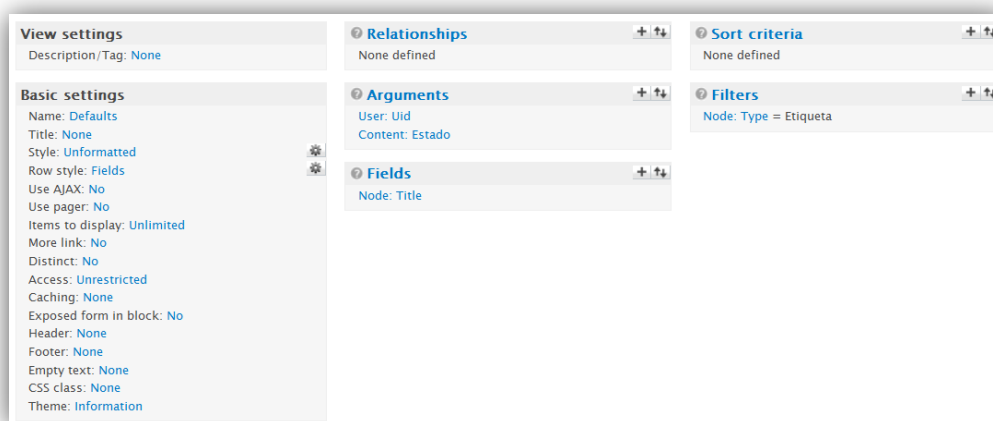 View settings
Description/Tag: None
Basic settings
Name: Defaults
Title: None
Style: Unformatted
Row style: Fields
Use AJAX: No
Use pager: No
Items to display: Unlimited
More link: No
Distinct: No
Access: Unrestricted
Caching: None
Exposed form in block: No
Header: None
Footer: None
Empty text: None
CSS class: None
Theme: Information
Relationships
None defined
Arguments
User: Uid
Content: Estado
Fields
Node: Title
Sort criteria
None defined
Filters
Node: Type = Etiqueta